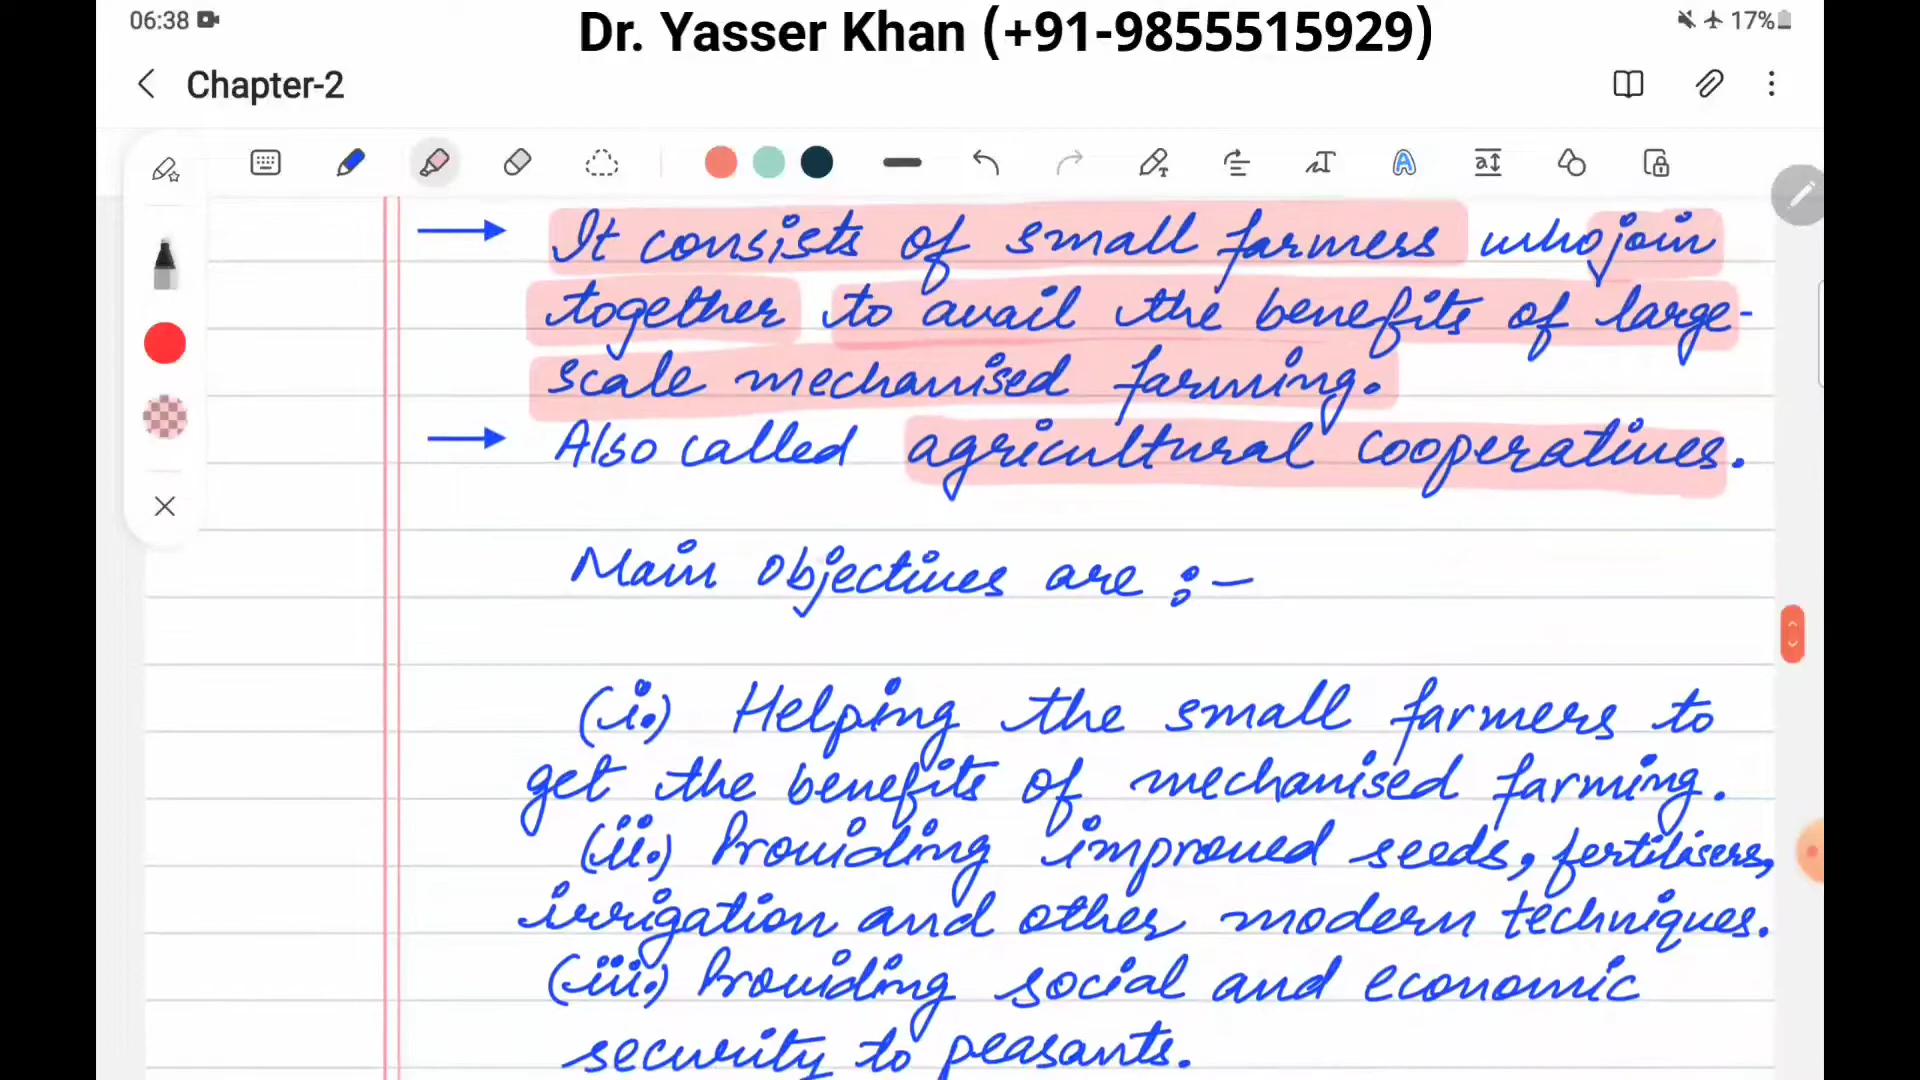 06:38
Dr. Yasser Khan (+91-9855515929)
17%
Chapter-2
→ It consists of small farmers who join
together to avail the benefits of large-
scale mechanised farming.
→ Also called agricultural cooperatives.
Main objectives are :-
(i.) Helping the small farmers to
get the benefits of mechanised farming.
(ii.) Providing improved seeds, fertilisers,
irrigation and other modern techniques.
(iii.) Providing social and economic
security to peasants.